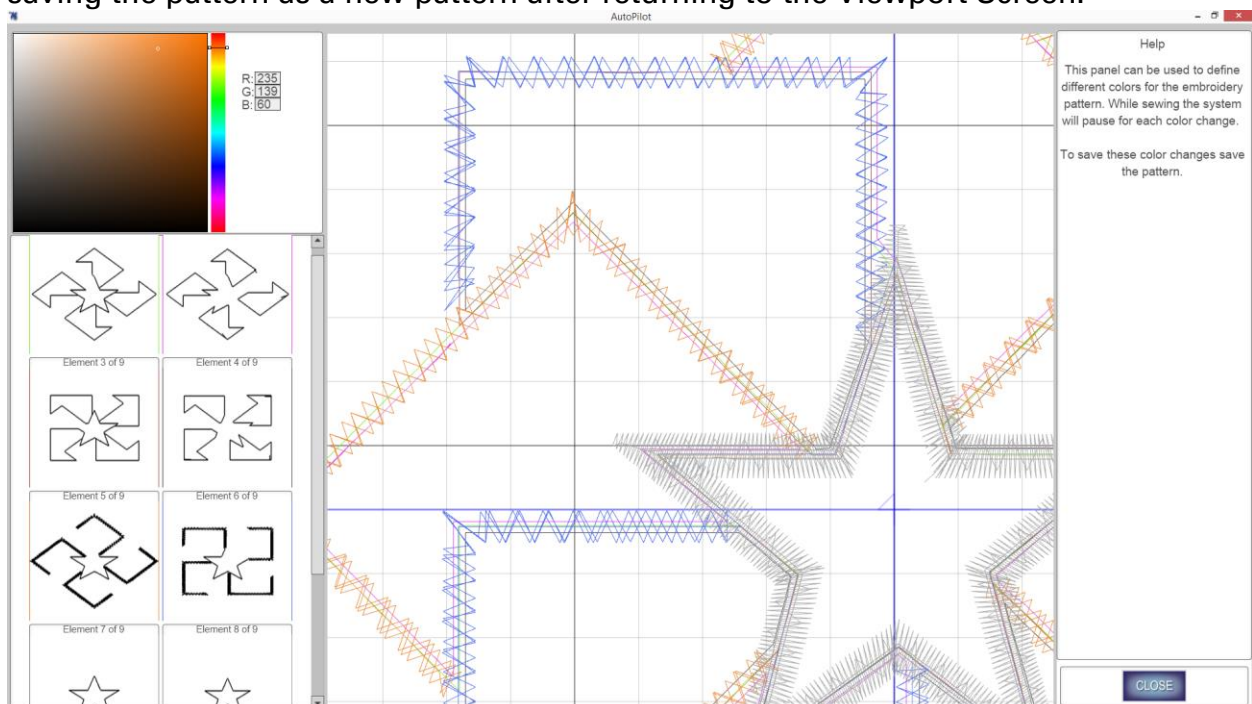 saving the pattern as a new pattern after returning to the Viewport Screen.
AutoPilot
R: 235
G: 139
B: 60
Element 3 of 9
Element 4 of 9
Element 5 of 9
Element 6 of 9
Element 7 of 9
Element 8 of 9
Help
This panel can be used to define
different colors for the embroidery
pattern. While sewing the system
will pause for each color change.
To save these color changes save
the pattern.
CLOSE